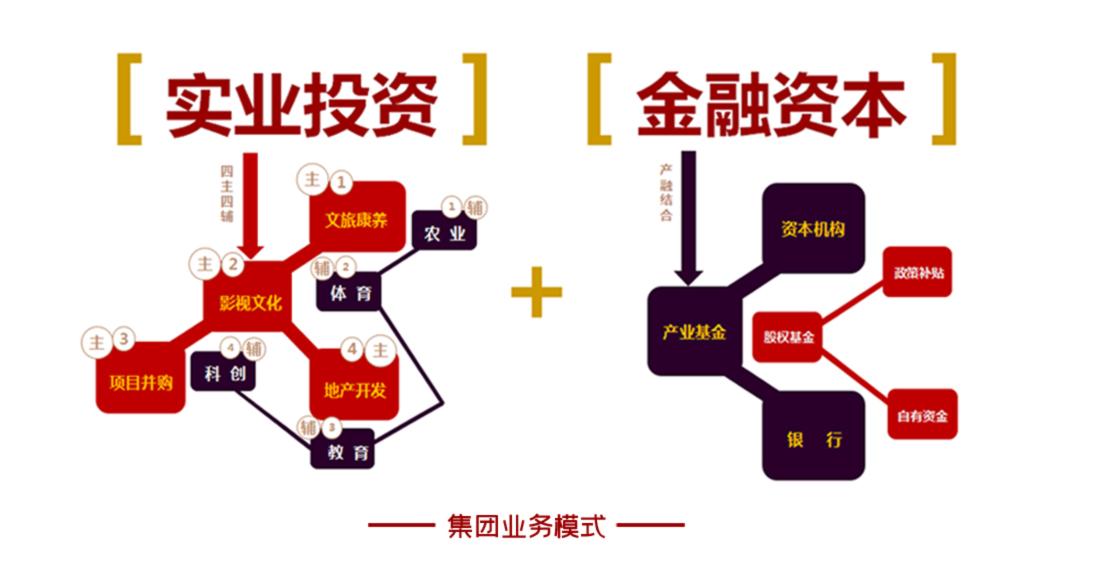 [ 实业投资 ]
[ 金融资本 ]
四主四辅
主 1
文旅康养
1 辅
农 业
主 2
影视文化
辅 2
体 育
主 3
项目并购
4 辅
科 创
4 主
地产开发
辅 3
教 育
+
产融结合
资本机构
政策补贴
产业基金
股权基金
自有资金
银 行
集团业务模式